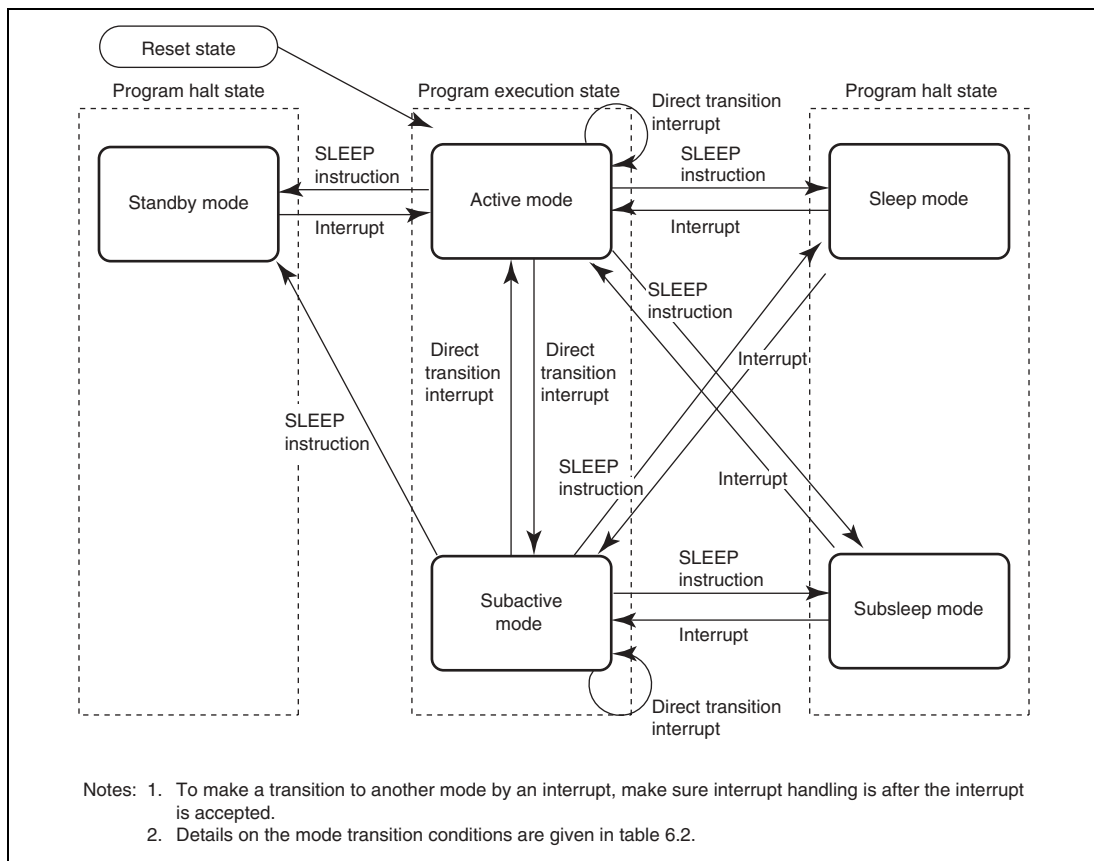 Reset state
Program halt state
Program execution state
Program halt state
Direct transition
interrupt
SLEEP
instruction
SLEEP
instruction
Standby mode
Active mode
Sleep mode
Interrupt
Interrupt
SLEEP
instruction
Direct
transition
interrupt
Direct
transition
interrupt
Interrupt
SLEEP
instruction
SLEEP
instruction
Interrupt
SLEEP
instruction
Subactive
mode
Subsleep mode
Interrupt
Direct transition
interrupt
Notes: 1. To make a transition to another mode by an interrupt, make sure interrupt handling is after the interrupt
is accepted.
2. Details on the mode transition conditions are given in table 6.2.